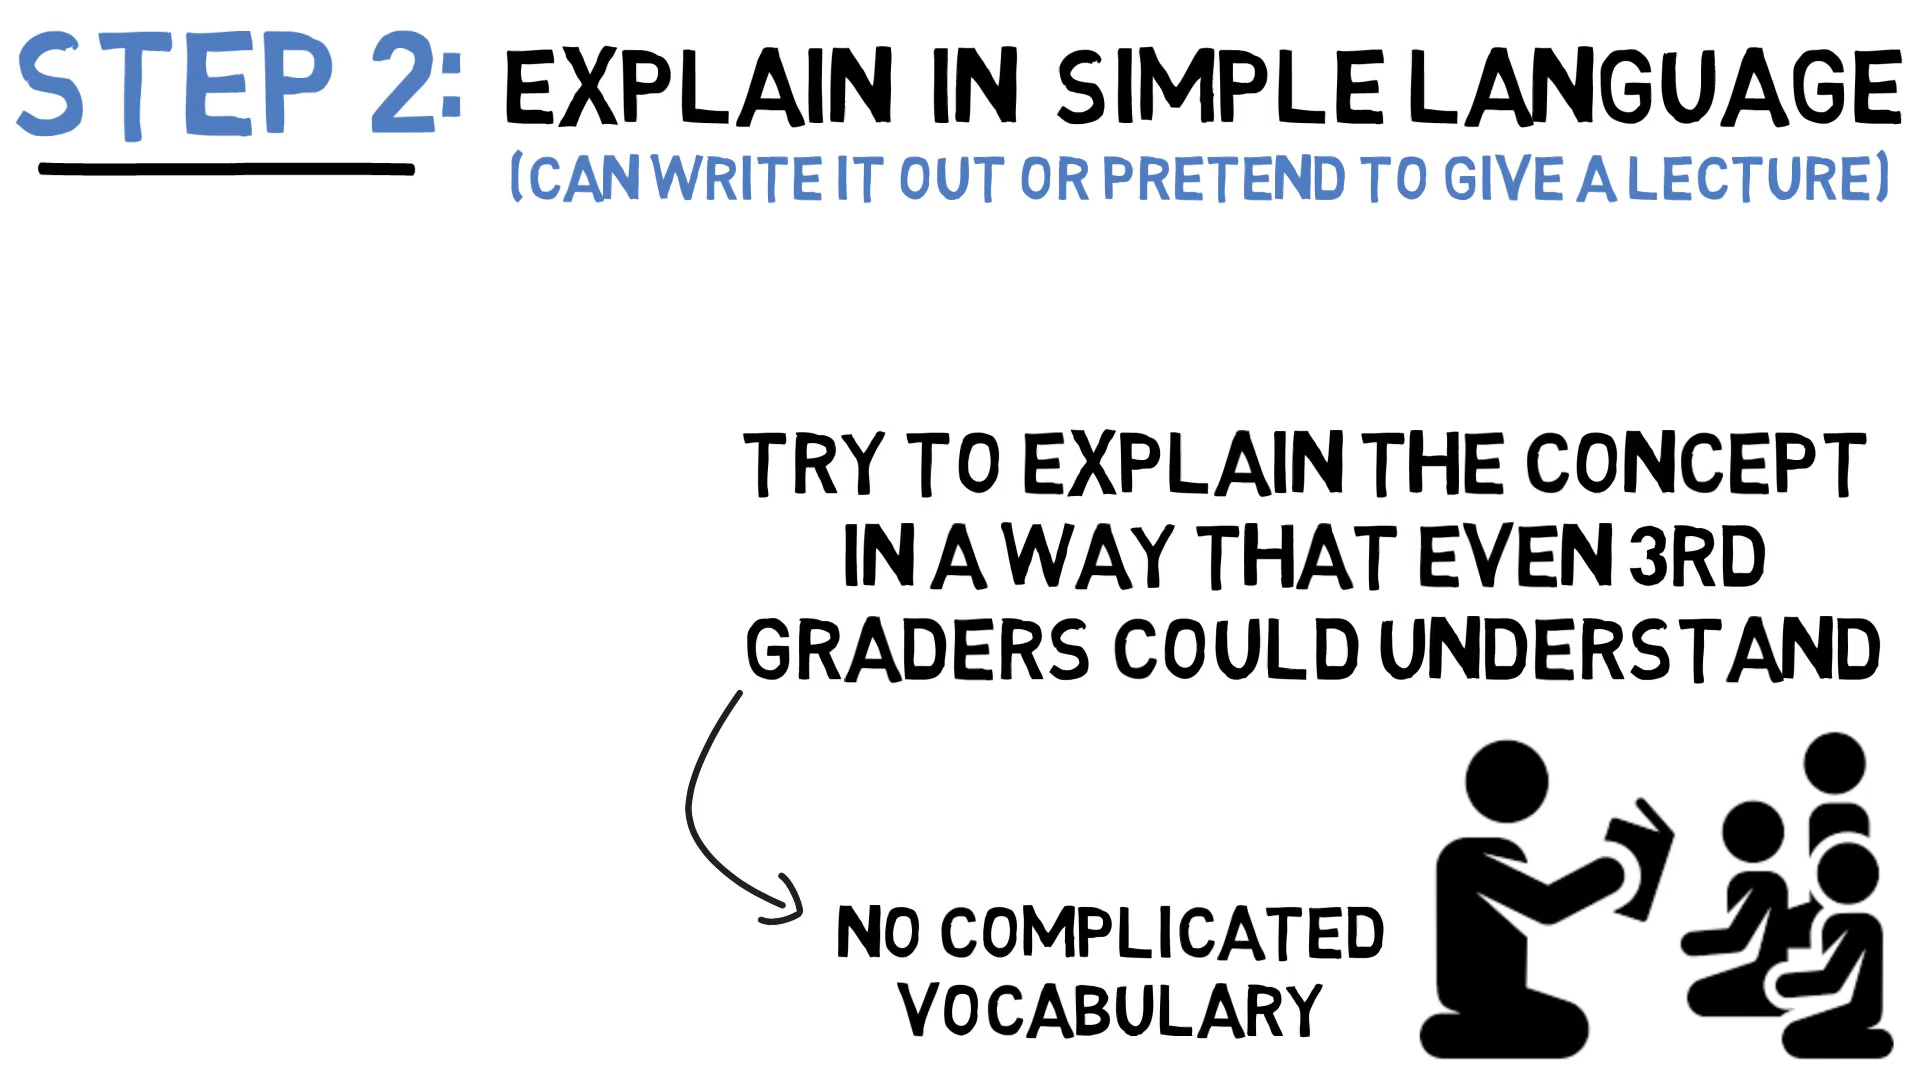 STEP 2: EXPLAIN IN SIMPLE LANGUAGE
(CAN WRITE IT OUT OR PRETEND TO GIVE A LECTURE)
TRY TO EXPLAIN THE CONCEPT
IN A WAY THAT EVEN 3RD
GRADERS COULD UNDERSTAND
NO COMPLICATED
VOCABULARY